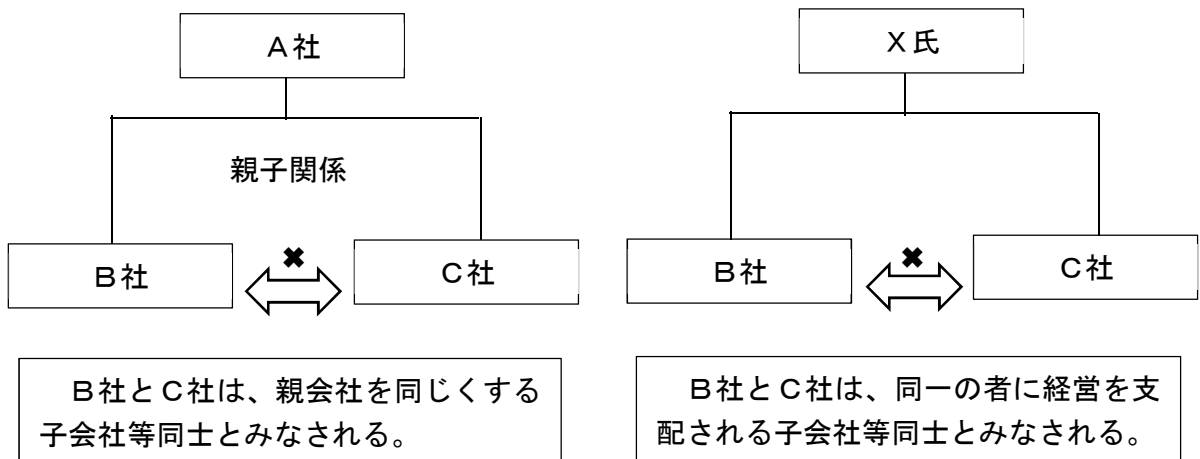 A社
親子関係
B社
✖
C社
B社とC社は、親会社を同じくする
子会社等同士とみなされる。
X氏
B社
✖
C社
B社とC社は、同一の者に経営を支
配される子会社等同士とみなされる。